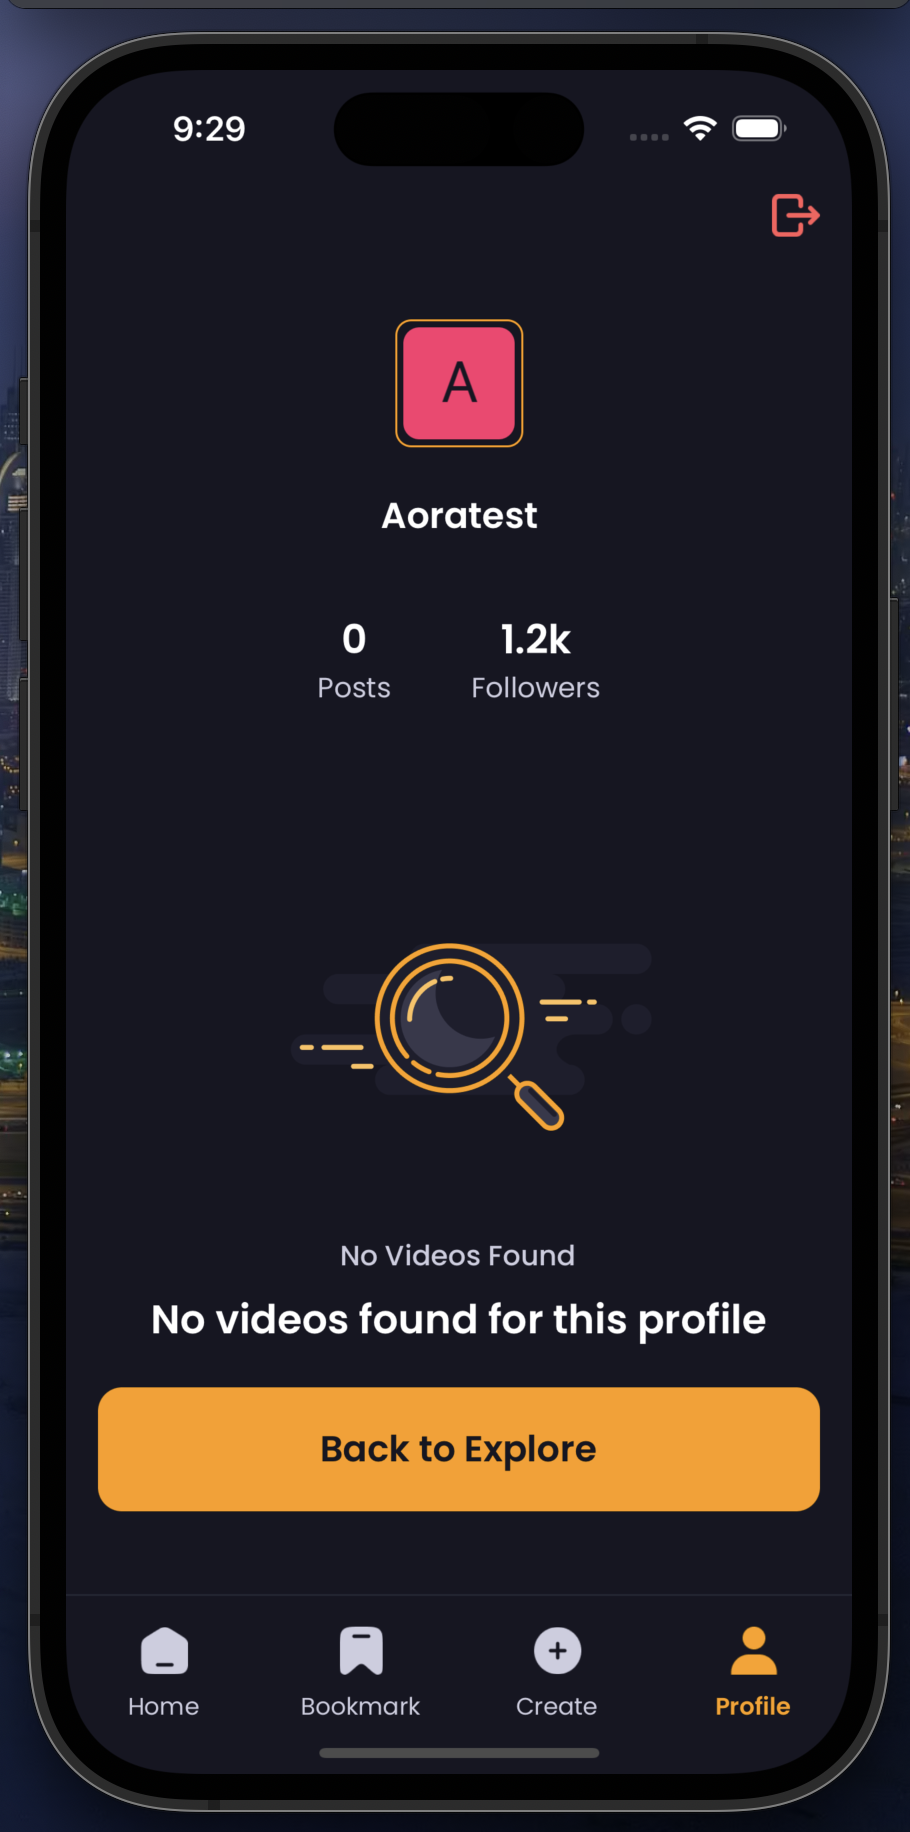 9:29
A
Aoratest
0 1.2k
Posts Followers
No Videos Found
No videos found for this profile
Back to Explore
Home Bookmark Create Profile